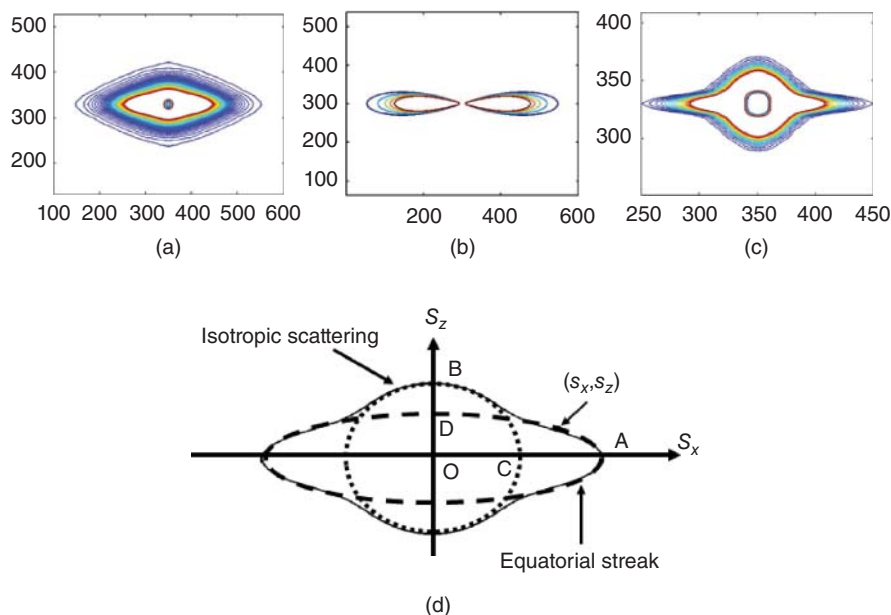 500
400
300
200
100 200 300 400 500 600
(a)
500
400
300
200
100
200 400 600
(b)
400
350
300
250 300 350 400 450
(c)
Isotropic scattering
Sz
B
(sx,sz)
D
A
Sx
O
C
Equatorial streak
(d)